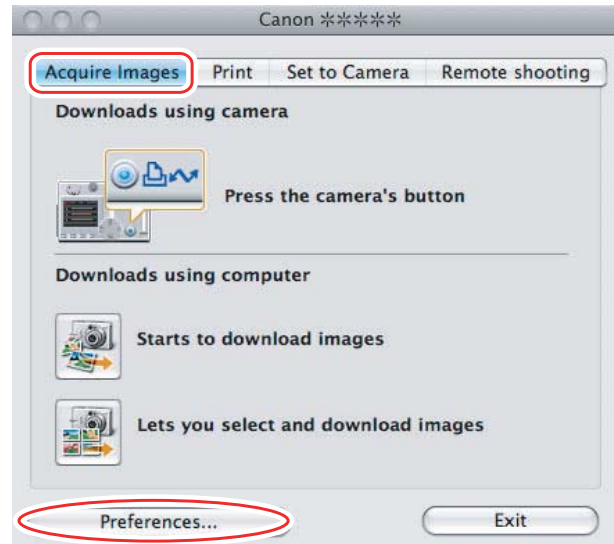 Canon ✽✽✽✽✽
Acquire Images Print Set to Camera Remote shooting
Downloads using camera
Press the camera's button
Downloads using computer
Starts to download images
Lets you select and download images
Preferences... Exit